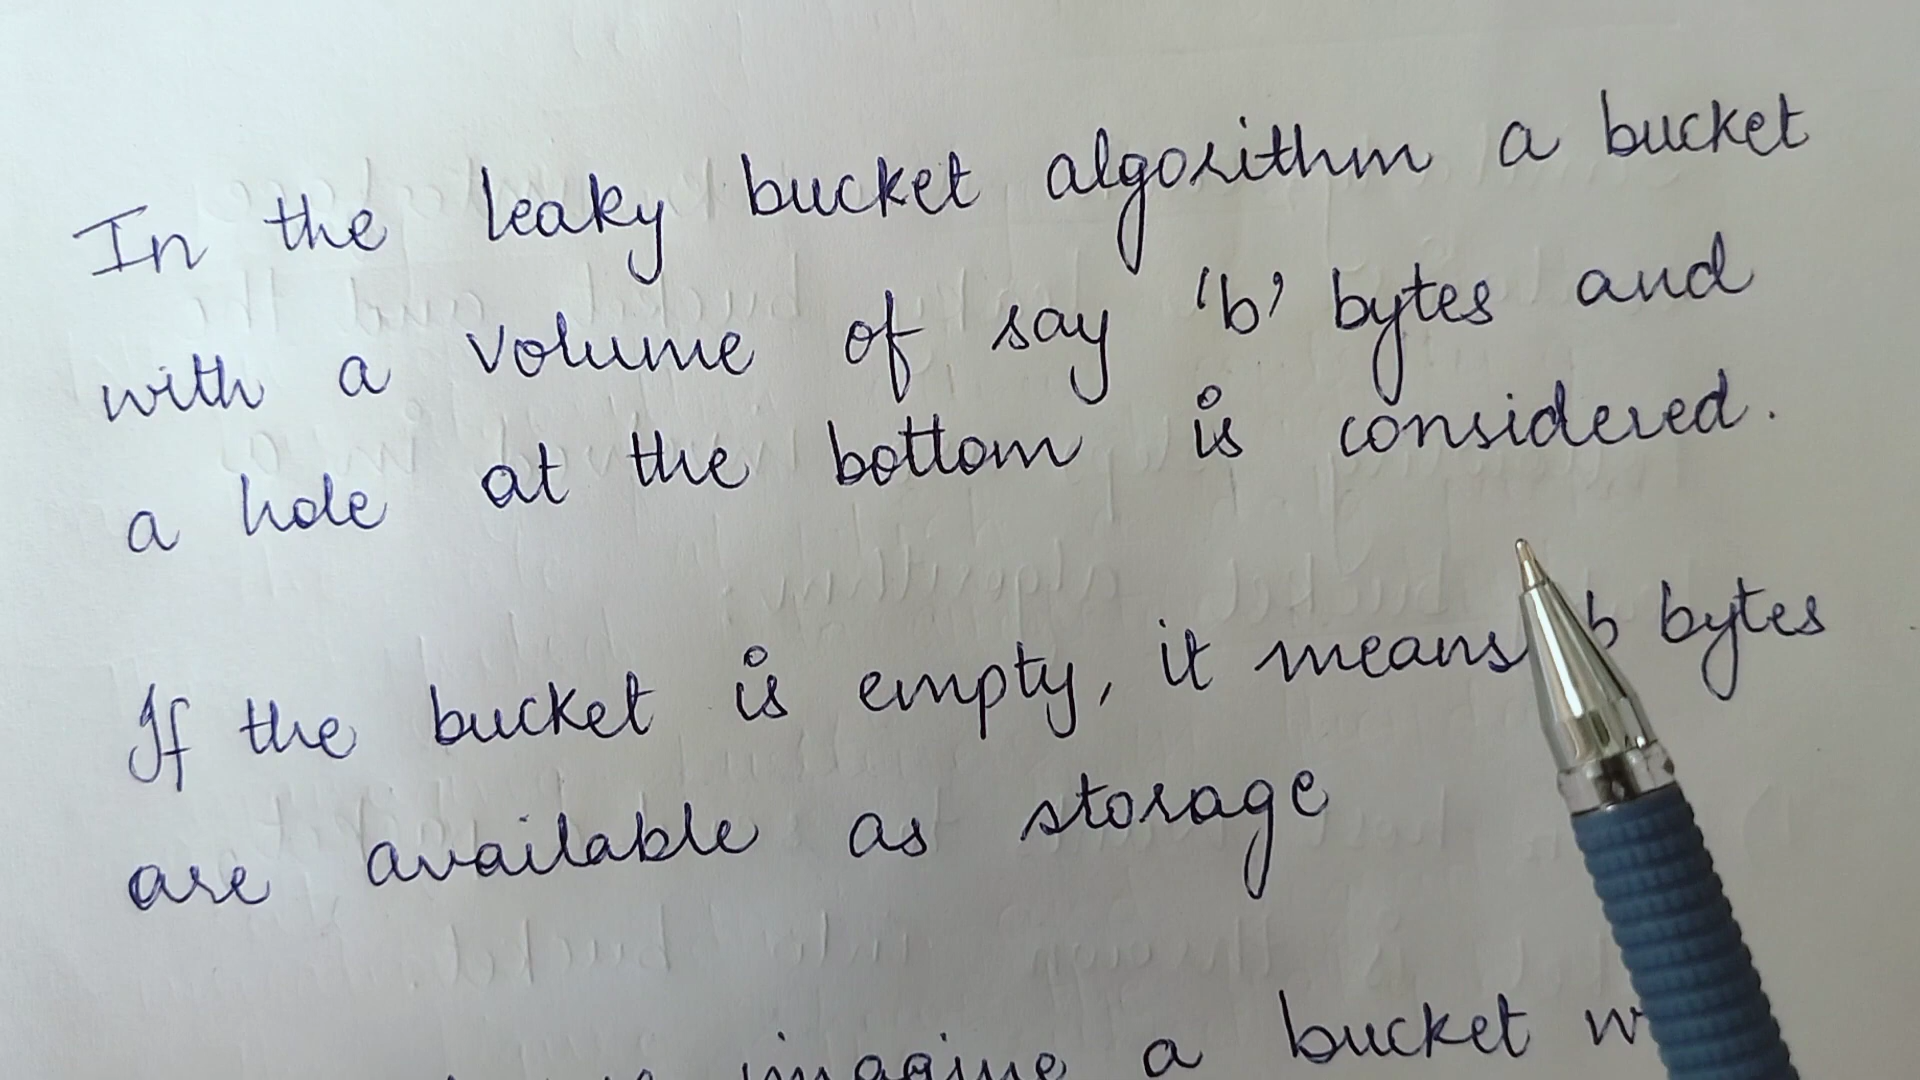 In the leaky bucket algorithm a bucket
with a volume of say 'b' bytes and
a hole at the bottom is considered.
If the bucket is empty, it means b bytes
are available as storage
imagine a bucket